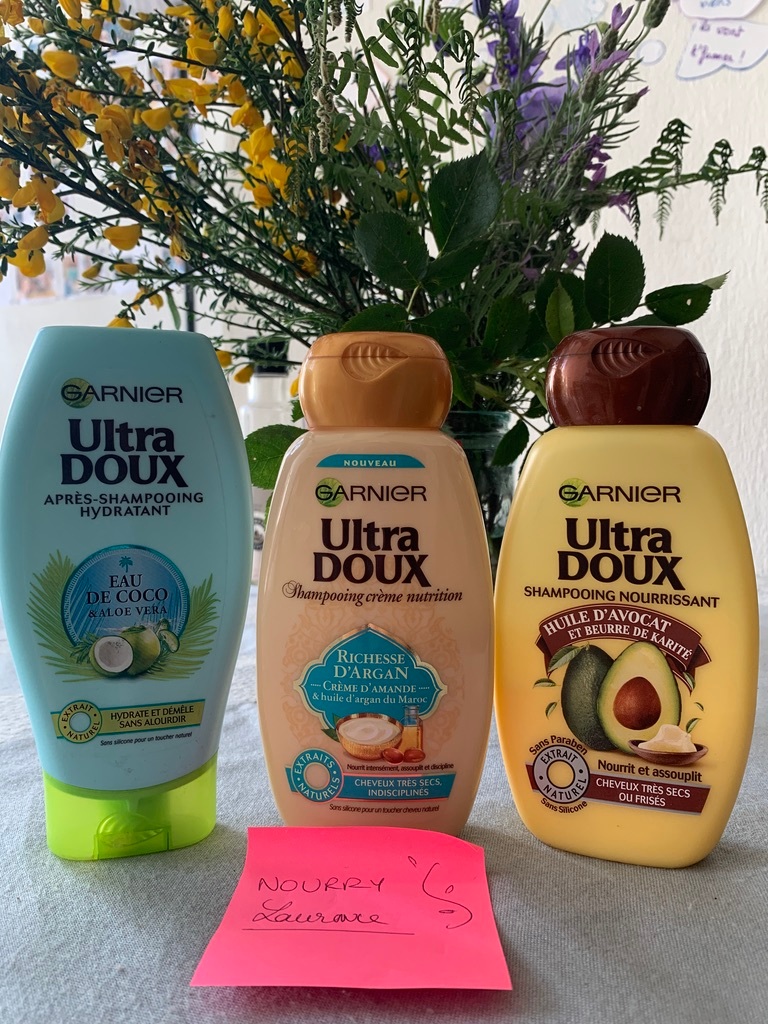 ils vont
GARNIER
Ultra
DOUX
APRÈS-SHAMPOOING
HYDRATANT
EAU
DE COCO
& ALOE VERA
EXTRAIT NATUREL
HYDRATE ET DÉMÊLE
SANS ALOURDIR
Sans silicone pour un toucher naturel
NOUVEAU
GARNIER
Ultra
DOUX
Shampooing crème nutrition
RICHESSE
D'ARGAN
CRÈME D'AMANDE
& huile d'argan du Maroc
Nourrit intensément, assouplit et discipline
EXTRAITS NATURELS
CHEVEUX TRÈS SECS,
INDISCIPLINÉS
Sans silicone pour un toucher cheveu naturel
GARNIER
Ultra
DOUX
SHAMPOOING NOURRISSANT
HUILE D'AVOCAT
ET BEURRE DE KARITÉ
Sans Paraben
EXTRAIT NATUREL
Sans Silicone
Nourrit et assouplit
CHEVEUX TRÈS SECS
OU FRISÉS
NOURRY
Laurance